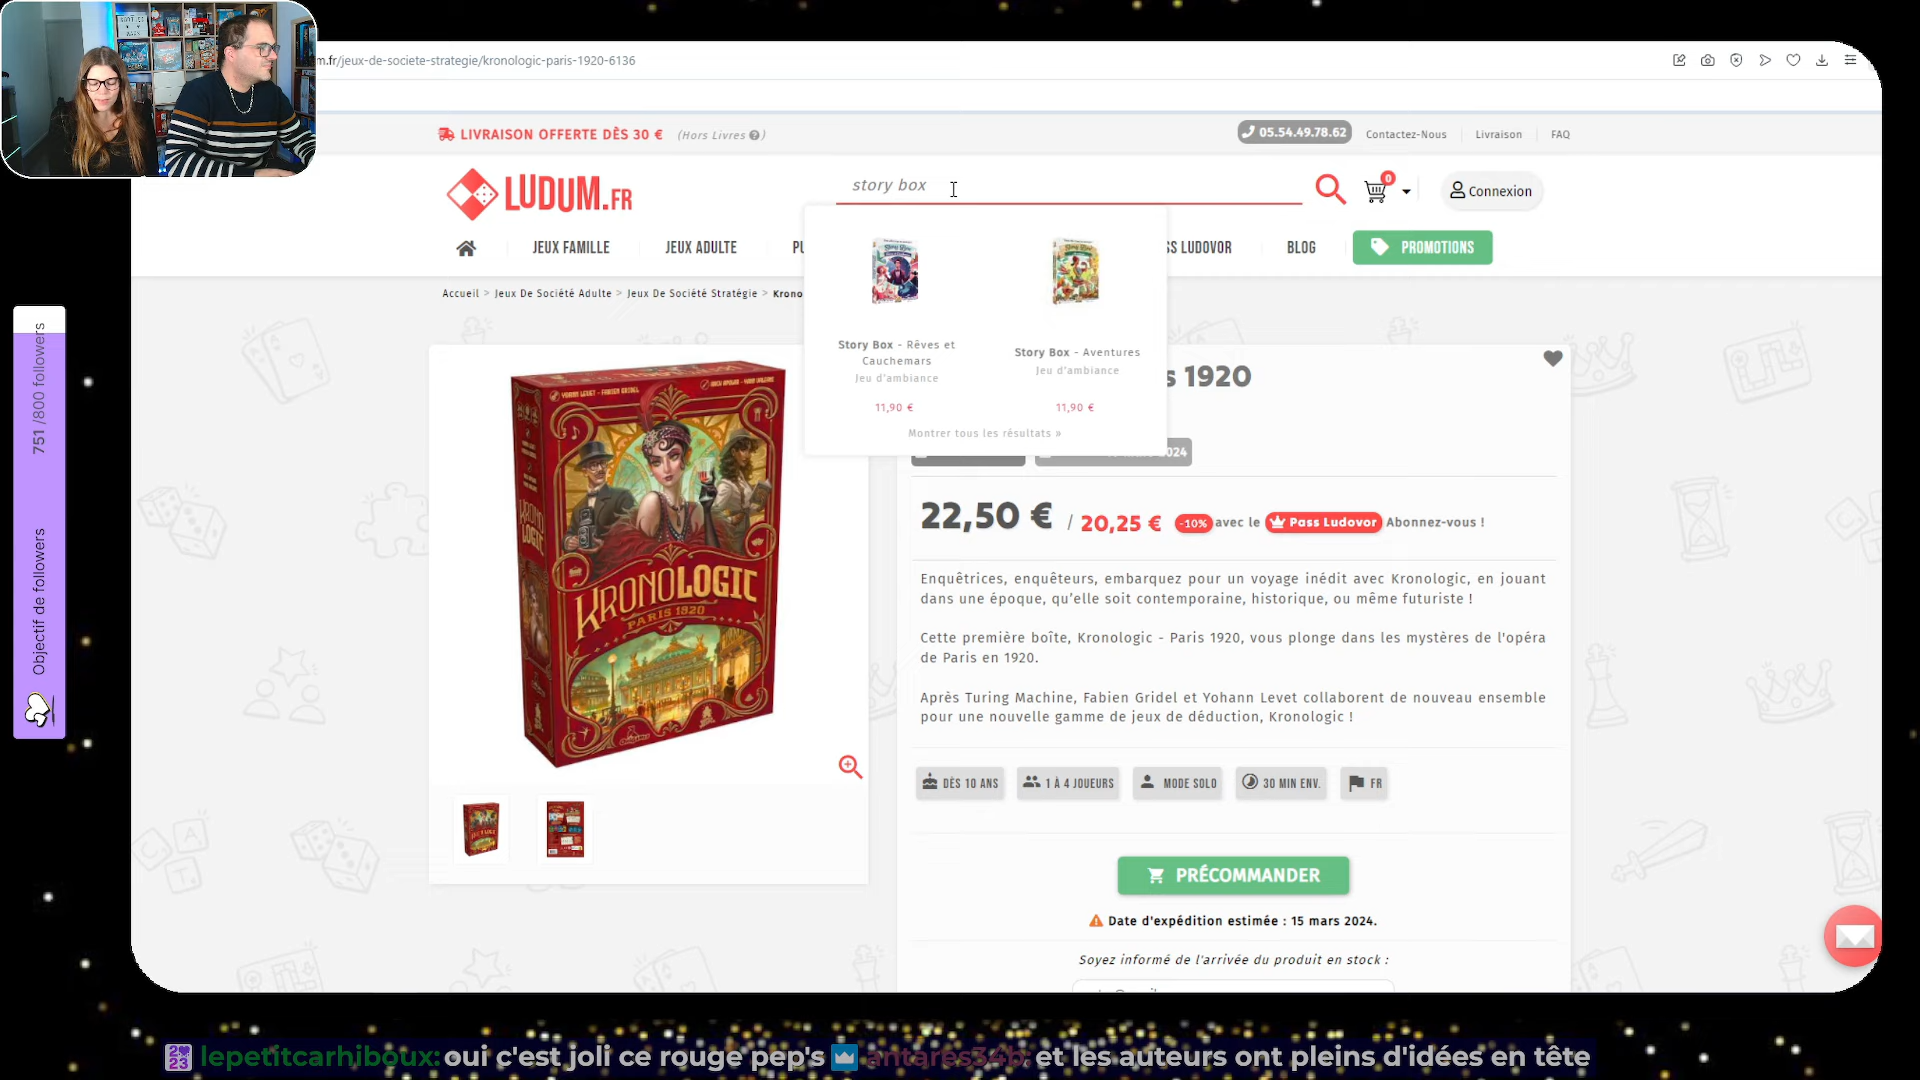 m.fr/jeux-de-societe-strategie/kronologic-paris-1920-6136
LIVRAISON OFFERTE DÈS 30 € (Hors Livres ?)
05.54.49.78.62
Contactez-Nous
Livraison
FAQ
LUDUM.FR
story box
0
Connexion
JEUX FAMILLE
JEUX ADULTE
PU
SS LUDOVOR
BLOG
PROMOTIONS
Accueil > Jeux De Société Adulte > Jeux De Société Stratégie > Krono
Story Box - Rêves et
Cauchemars
Jeu d'ambiance
11,90 €
Story Box - Aventures
Jeu d'ambiance
11,90 €
Montrer tous les résultats »
s 1920
2024
22,50 € / 20,25 € -10% avec le Pass Ludovor Abonnez-vous !
Enquêtrices, enquêteurs, embarquez pour un voyage inédit avec Kronologic, en jouant
dans une époque, qu'elle soit contemporaine, historique, ou même futuriste !
Cette première boîte, Kronologic - Paris 1920, vous plonge dans les mystères de l'opéra
de Paris en 1920.
Après Turing Machine, Fabien Gridel et Yohann Levet collaborent de nouveau ensemble
pour une nouvelle gamme de jeux de déduction, Kronologic !
DÈS 10 ANS
1 À 4 JOUEURS
MODE SOLO
30 MIN ENV.
FR
PRÉCOMMANDER
Date d'expédition estimée : 15 mars 2024.
Soyez informé de l'arrivée du produit en stock :
YOHANN LEVET - FABIEN GRIDEL
KRONOLOGIC
PARIS 1920
751 /800 followers
Objectif de followers
lepetitcarhiboux: oui c'est joli ce rouge pep's antares34b: et les auteurs ont pleins d'idées en tête